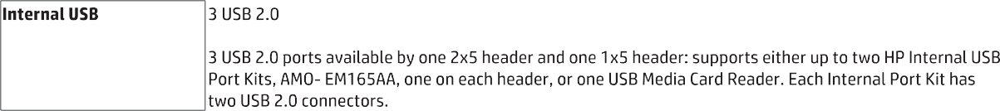 Internal USB
3 USB 2.0
3 USB 2.0 ports available by one 2x5 header and one 1x5 header: supports either up to two HP Internal USB
Port Kits, AMO- EM165AA, one on each header, or one USB Media Card Reader. Each Internal Port Kit has
two USB 2.0 connectors.